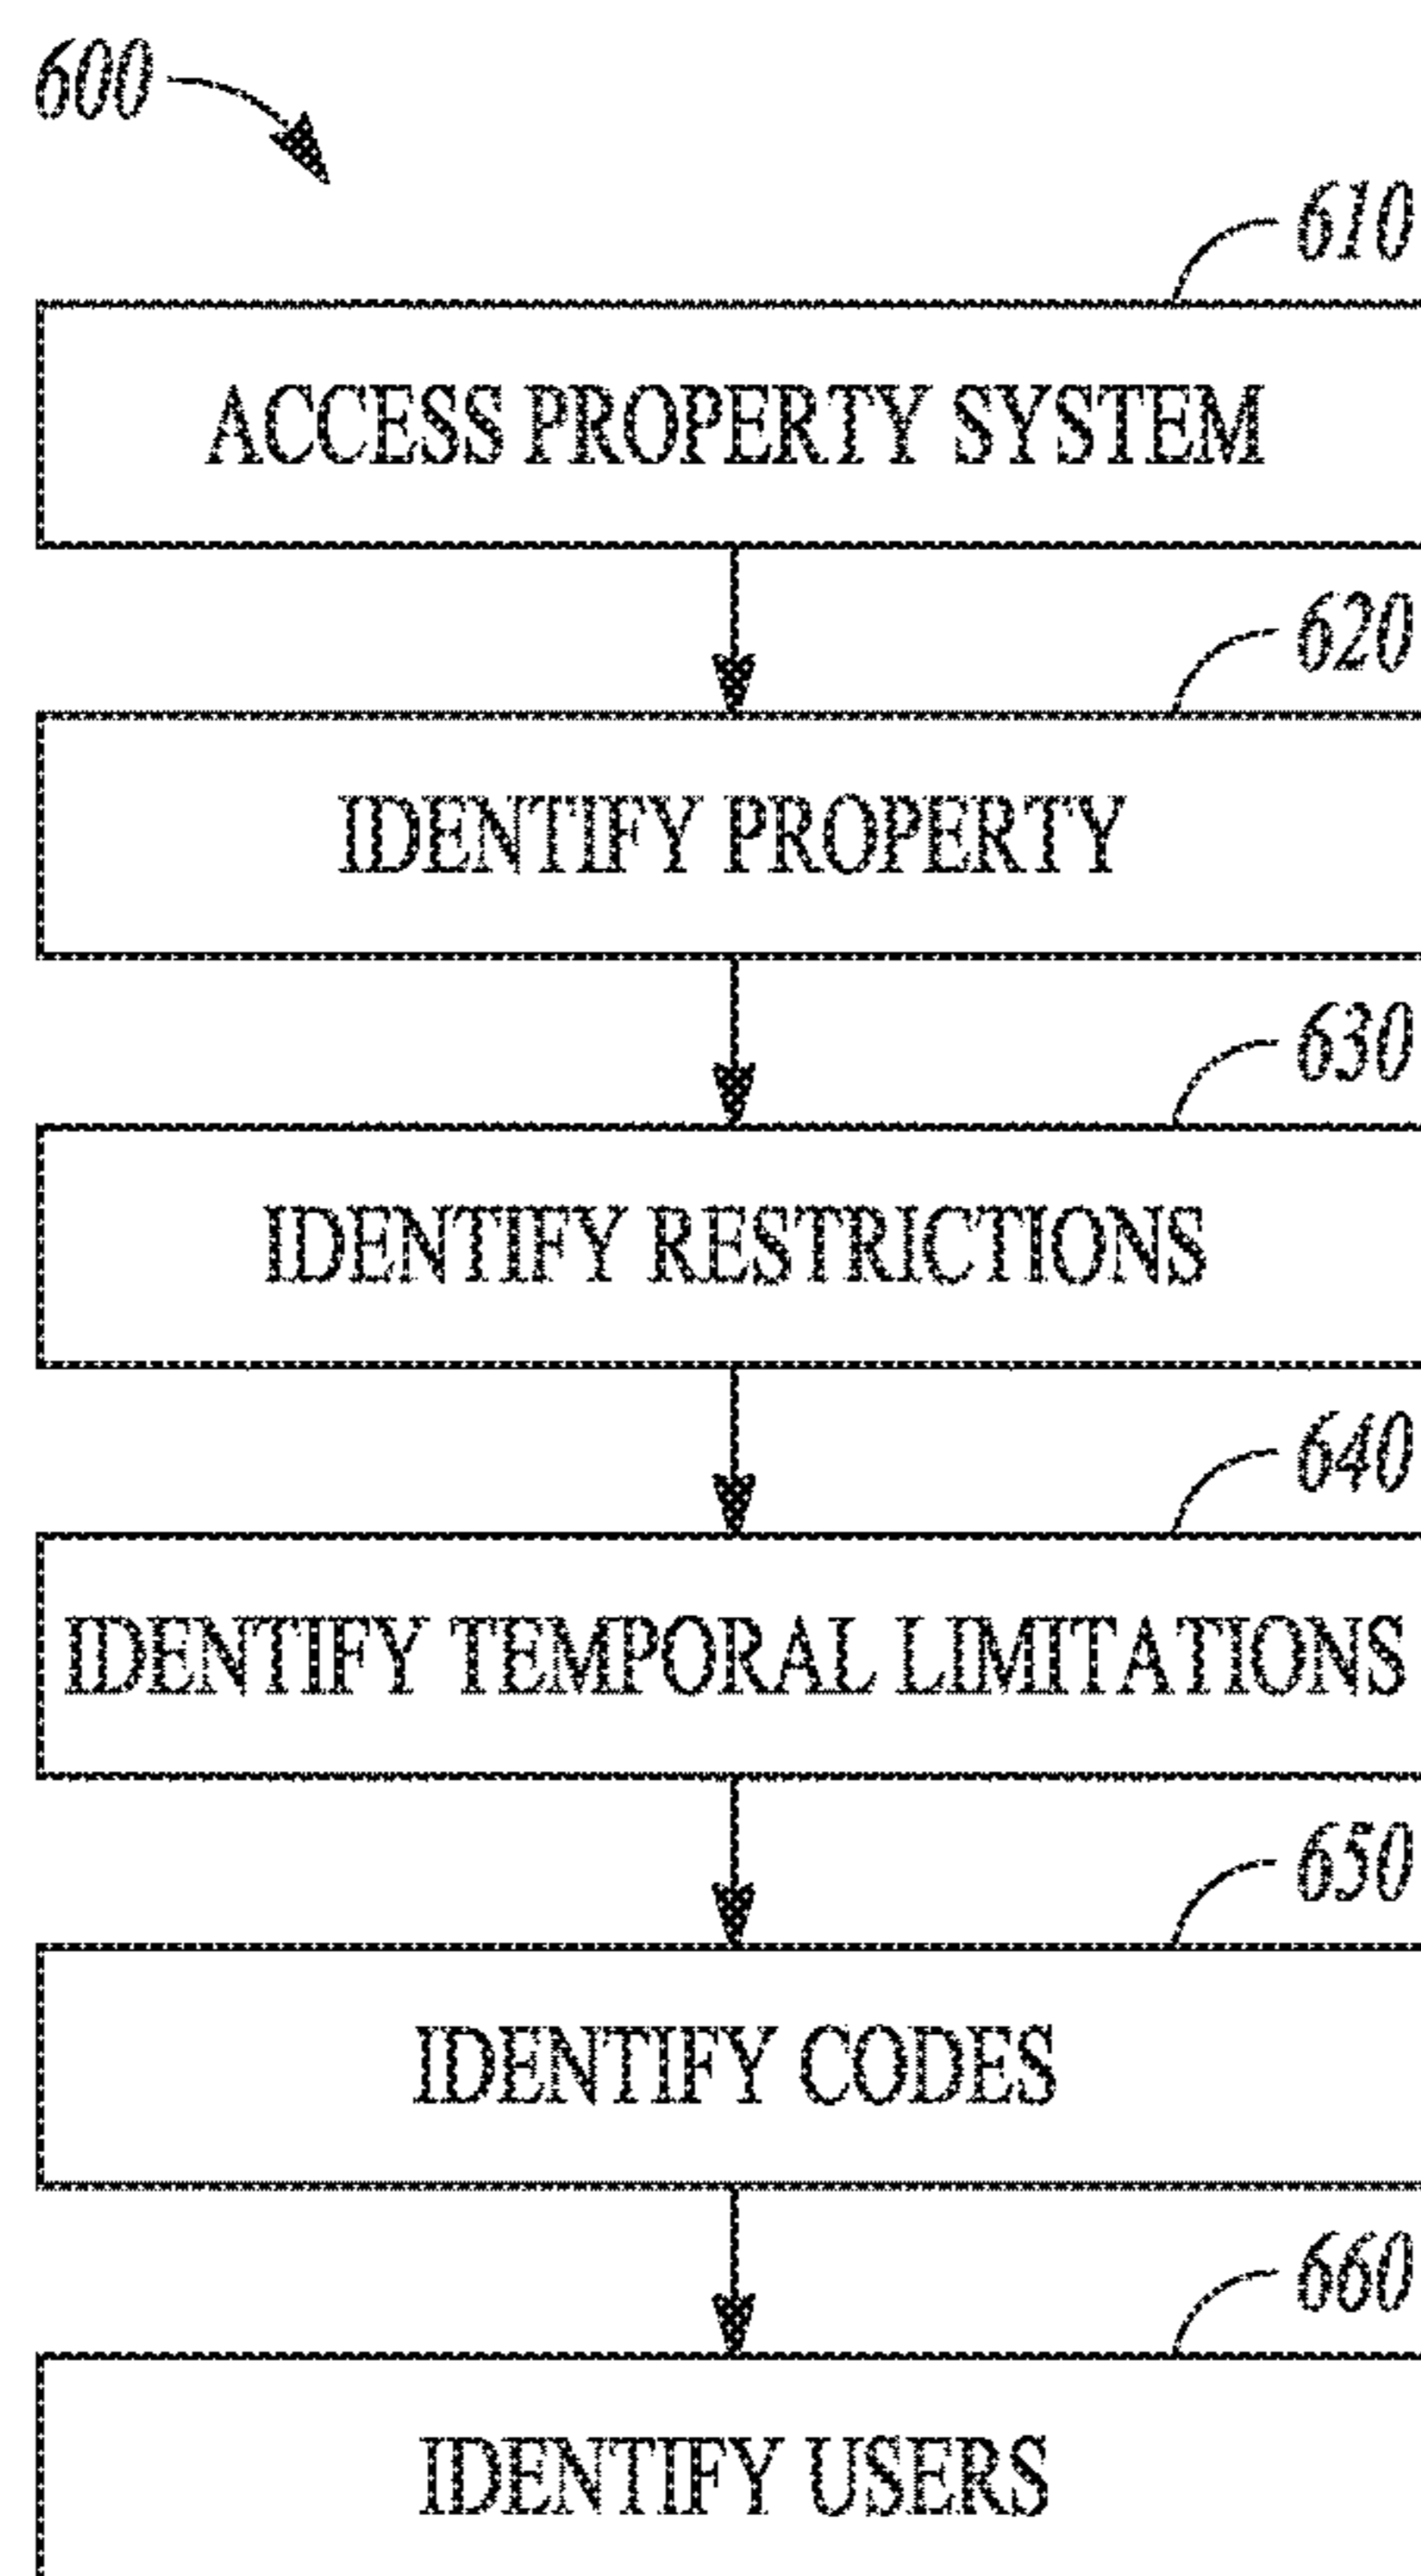 600
610
ACCESS PROPERTY SYSTEM
620
IDENTIFY PROPERTY
630
IDENTIFY RESTRICTIONS
640
IDENTIFY TEMPORAL LIMITATIONS
650
IDENTIFY CODES
660
IDENTIFY USERS